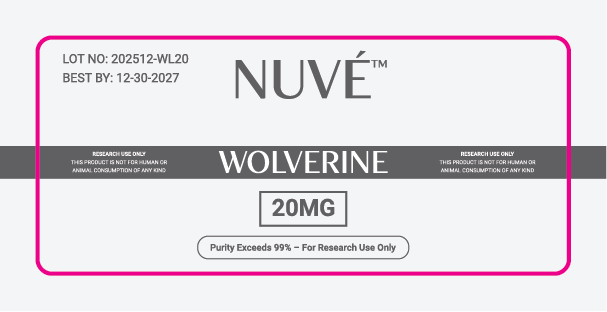 LOT NO: 202512-WL20
BEST BY: 12-30-2027
NUVÉ™
RESEARCH USE ONLY
THIS PRODUCT IS NOT FOR HUMAN OR
ANIMAL CONSUMPTION OF ANY KIND
WOLVERINE
RESEARCH USE ONLY
THIS PRODUCT IS NOT FOR HUMAN OR
ANIMAL CONSUMPTION OF ANY KIND
20MG
Purity Exceeds 99% – For Research Use Only